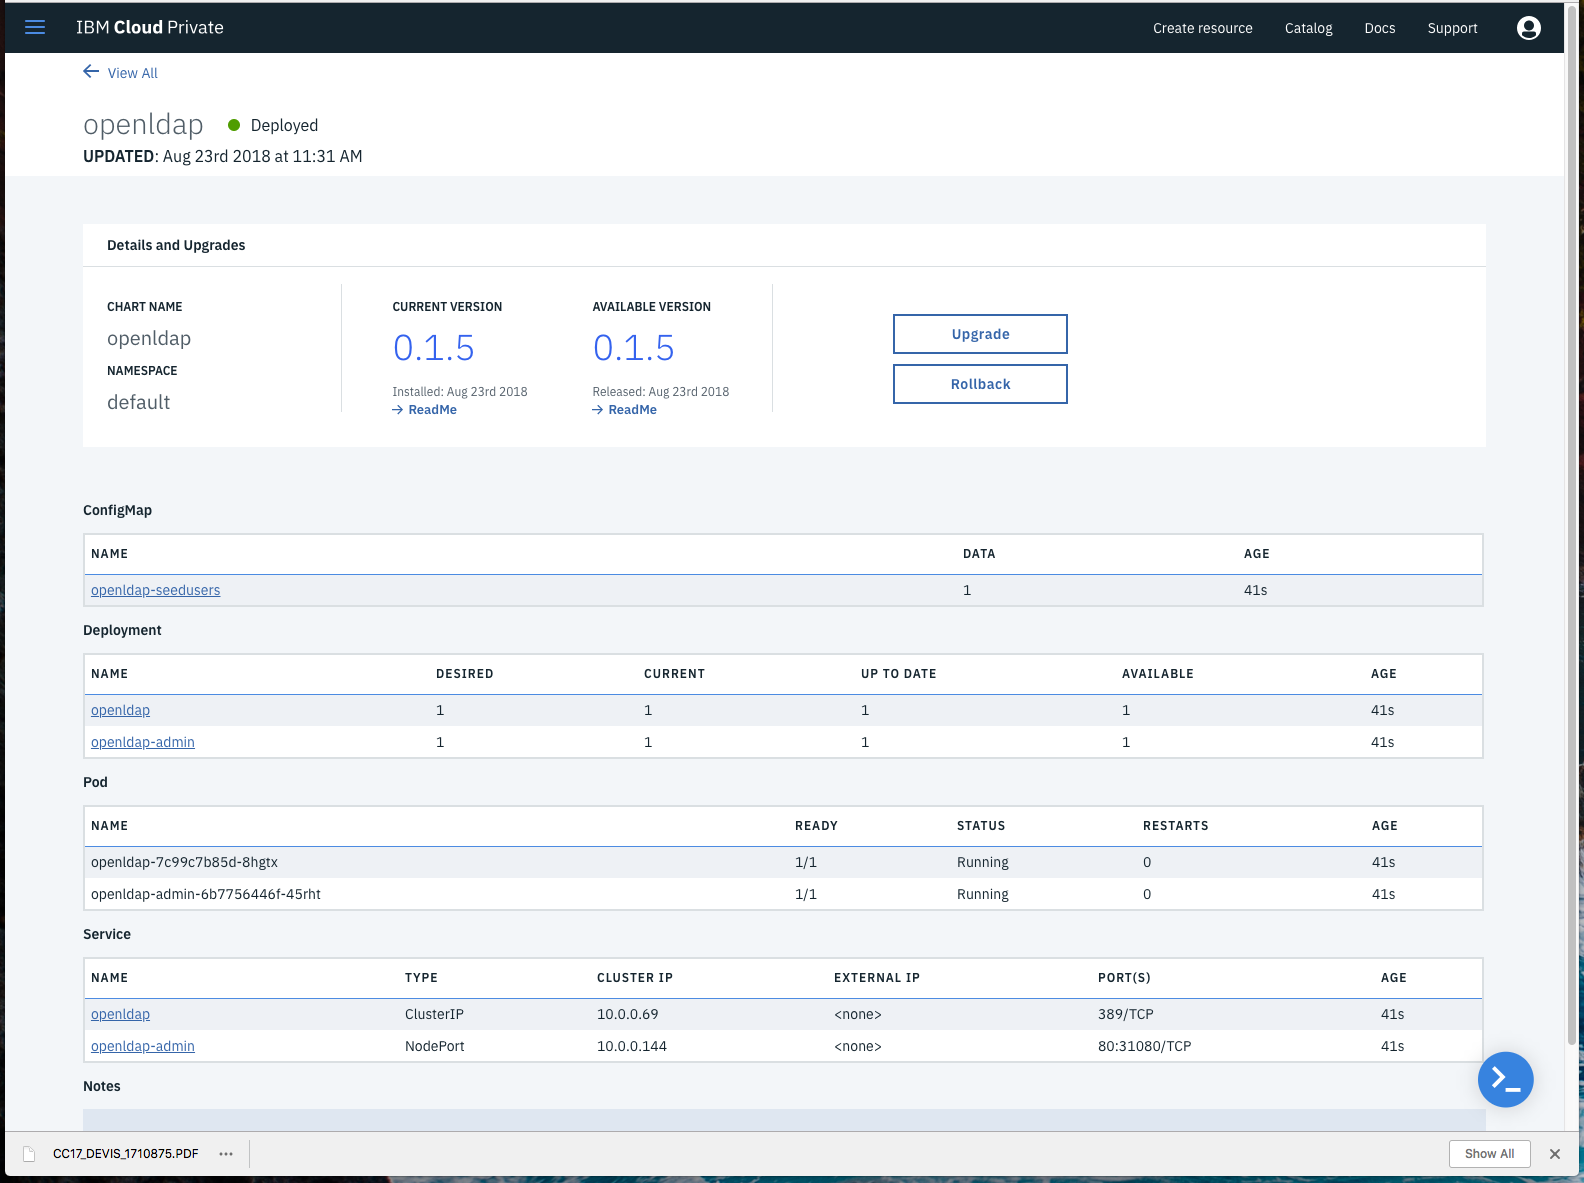 IBM Cloud Private
Create resource Catalog Docs Support
View All
openldap Deployed
UPDATED: Aug 23rd 2018 at 11:31 AM
Details and Upgrades
CHART NAME
openldap
NAMESPACE
default
CURRENT VERSION
0.1.5
Installed: Aug 23rd 2018
ReadMe
AVAILABLE VERSION
0.1.5
Released: Aug 23rd 2018
ReadMe
Upgrade
Rollback
ConfigMap
NAME DATA AGE
openldap-seedusers 1 41s
Deployment
NAME DESIRED CURRENT UP TO DATE AVAILABLE AGE
openldap 1 1 1 1 41s
openldap-admin 1 1 1 1 41s
Pod
NAME READY STATUS RESTARTS AGE
openldap-7c99c7b85d-8hgtx 1/1 Running 0 41s
openldap-admin-6b7756446f-45rht 1/1 Running 0 41s
Service
NAME TYPE CLUSTER IP EXTERNAL IP PORT(S) AGE
openldap ClusterIP 10.0.0.69 <none> 389/TCP 41s
openldap-admin NodePort 10.0.0.144 <none> 80:31080/TCP 41s
Notes
CC17_DEVIS_1710875.PDF ··· Show All